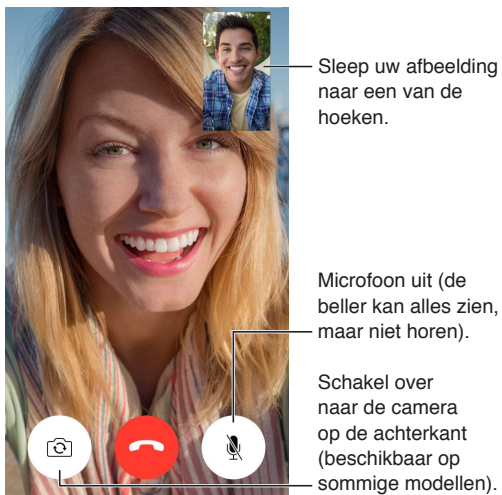 Sleep uw afbeelding
naar een van de
hoeken.
Microfoon uit (de
beller kan alles zien,
maar niet horen).
Schakel over
naar de camera
op de achterkant
(beschikbaar op
sommige modellen).